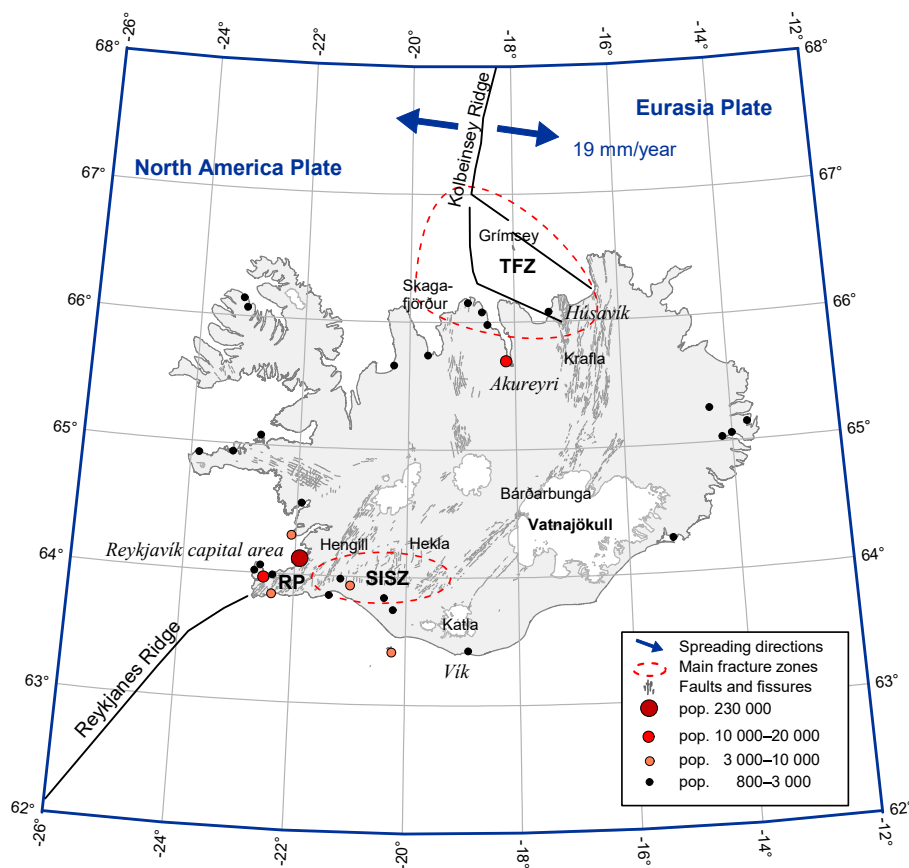 -26°
-24°
-22°
-20°
-18°
-16°
-14°
-12°
68°
68°
Kolbeinsey Ridge
Eurasia Plate
19 mm/year
North America Plate
67°
67°
Grímsey
TFZ
Skaga-
fjörður
66°
66°
Húsavík
Krafla
Akureyri
65°
65°
Bárðarbunga
Vatnajökull
Reykjavík capital area
Hengill
Hekla
64°
64°
RP
SISZ
Katla
Vík
Reykjanes Ridge
63°
63°
Spreading directions
Main fracture zones
Faults and fissures
pop. 230 000
pop. 10 000–20 000
pop. 3 000–10 000
pop. 800–3 000
62°
62°
-26°
-24°
-22°
-20°
-18°
-16°
-14°
-12°